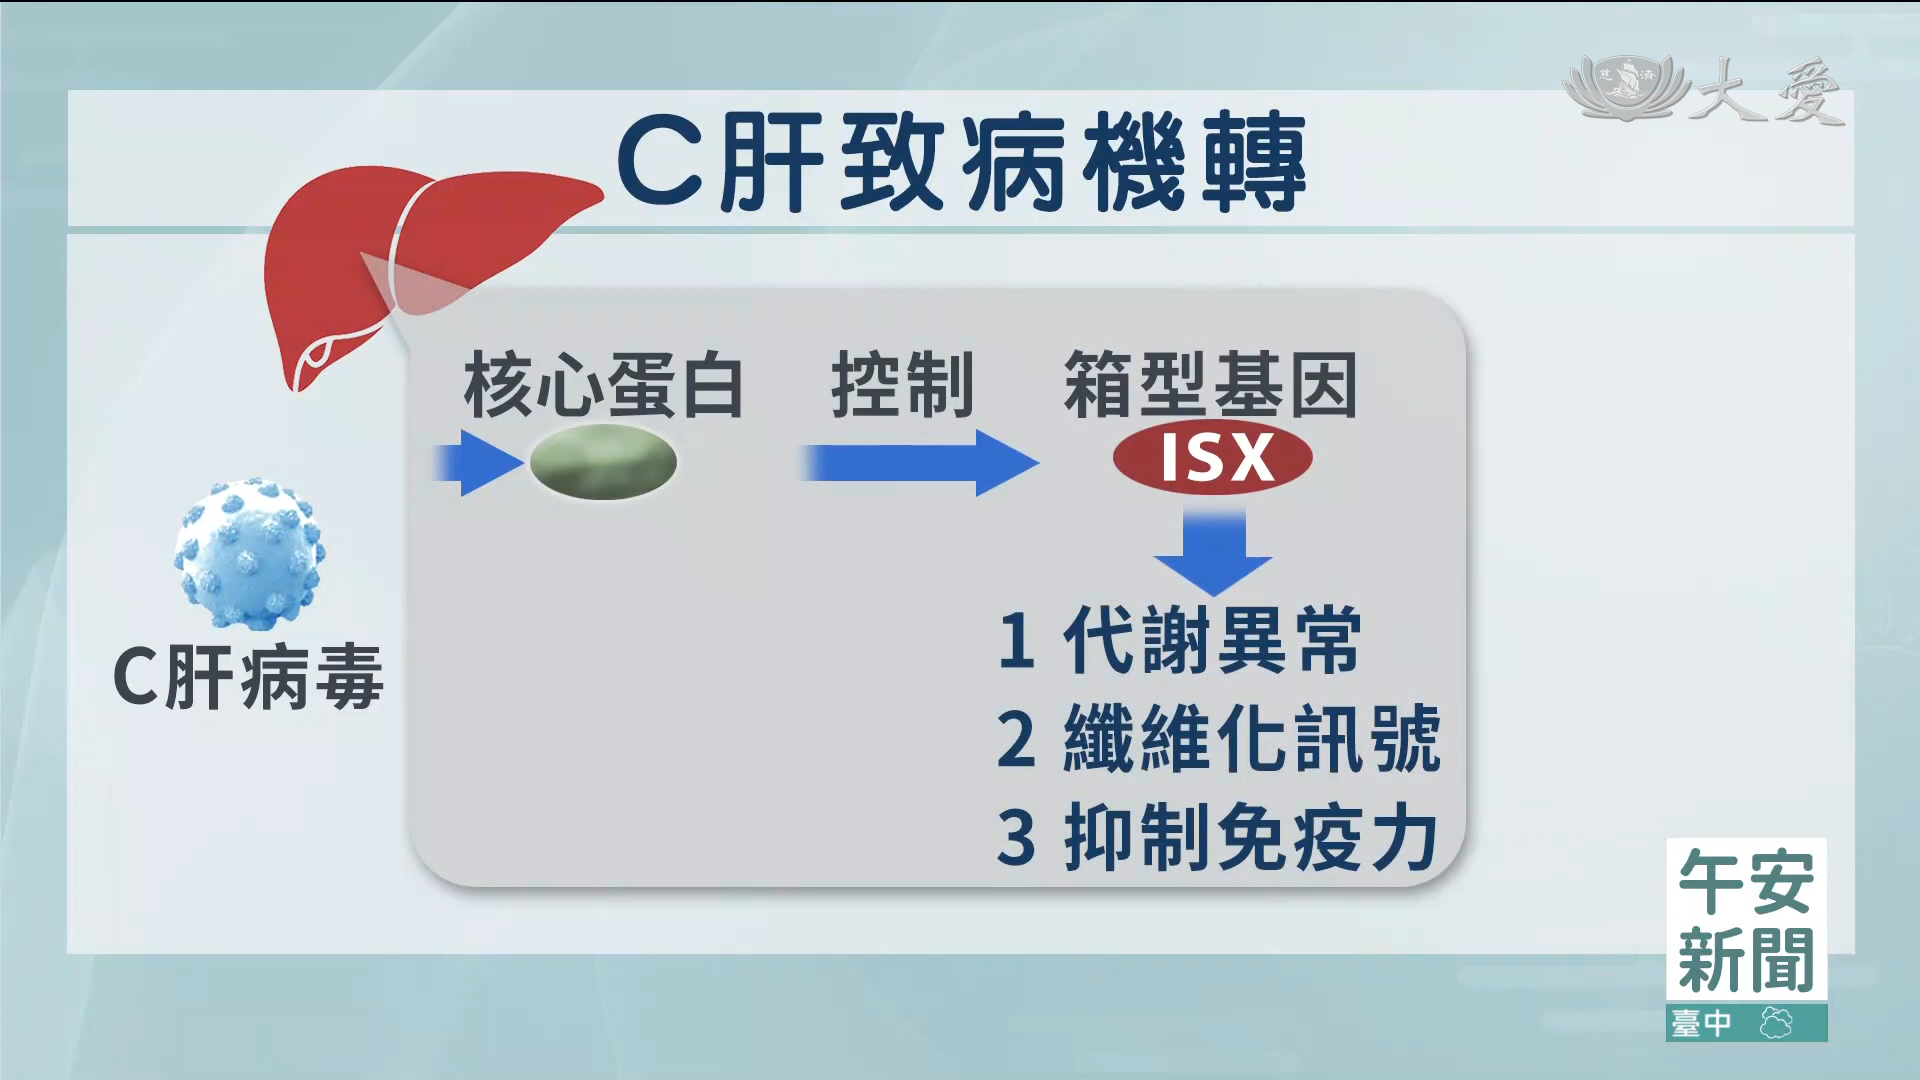 慈濟
大愛
C肝致病機轉
核心蛋白 控制 箱型基因
ISX
C肝病毒
1 代謝異常
2 纖維化訊號
3 抑制免疫力
午安
新聞
臺中